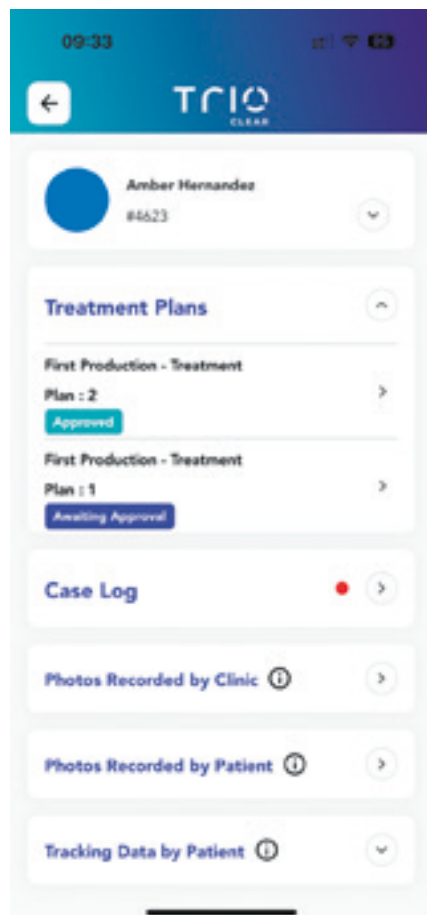 09:33
TRIO
CLEAR
Amber Hernandez
#4623
Treatment Plans
First Production - Treatment
Plan : 2
Approved
First Production - Treatment
Plan : 1
Awaiting Approval
Case Log
Photos Recorded by Clinic
Photos Recorded by Patient
Tracking Data by Patient